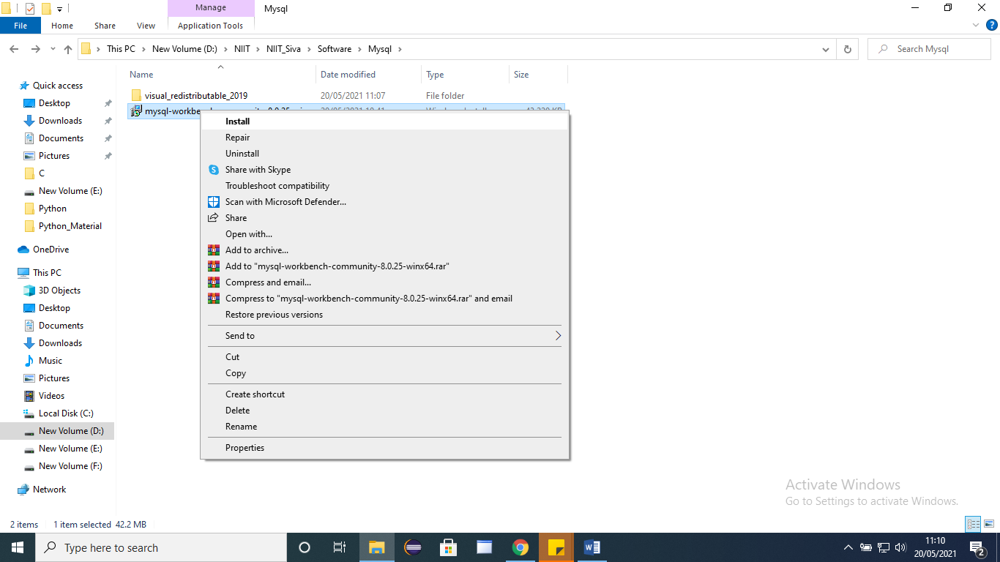 Manage
Mysql
File
Home
Share
View
Application Tools
This PC
New Volume (D:)
NIIT
NIIT_Siva
Software
Mysql
Search Mysql
Name
Date modified
Type
Size
Quick access
Desktop
Downloads
Documents
Pictures
C
New Volume (E:)
Python
Python_Material
OneDrive
This PC
3D Objects
Desktop
Documents
Downloads
Music
Pictures
Videos
Local Disk (C:)
New Volume (D:)
New Volume (E:)
New Volume (F:)
Network
visual_redistributable_2019 20/05/2021 11:07 File folder
Install
Repair
Uninstall
Share with Skype
Troubleshoot compatibility
Scan with Microsoft Defender...
Share
Open with...
Add to archive...
Add to "mysql-workbench-community-8.0.25-winx64.rar"
Compress and email...
Compress to "mysql-workbench-community-8.0.25-winx64.rar" and email
Restore previous versions
Send to
Cut
Copy
Create shortcut
Delete
Rename
Properties
Activate Windows
Go to Settings to activate Windows.
2 items
1 item selected 42.2 MB
Type here to search
11:10
20/05/2021
2